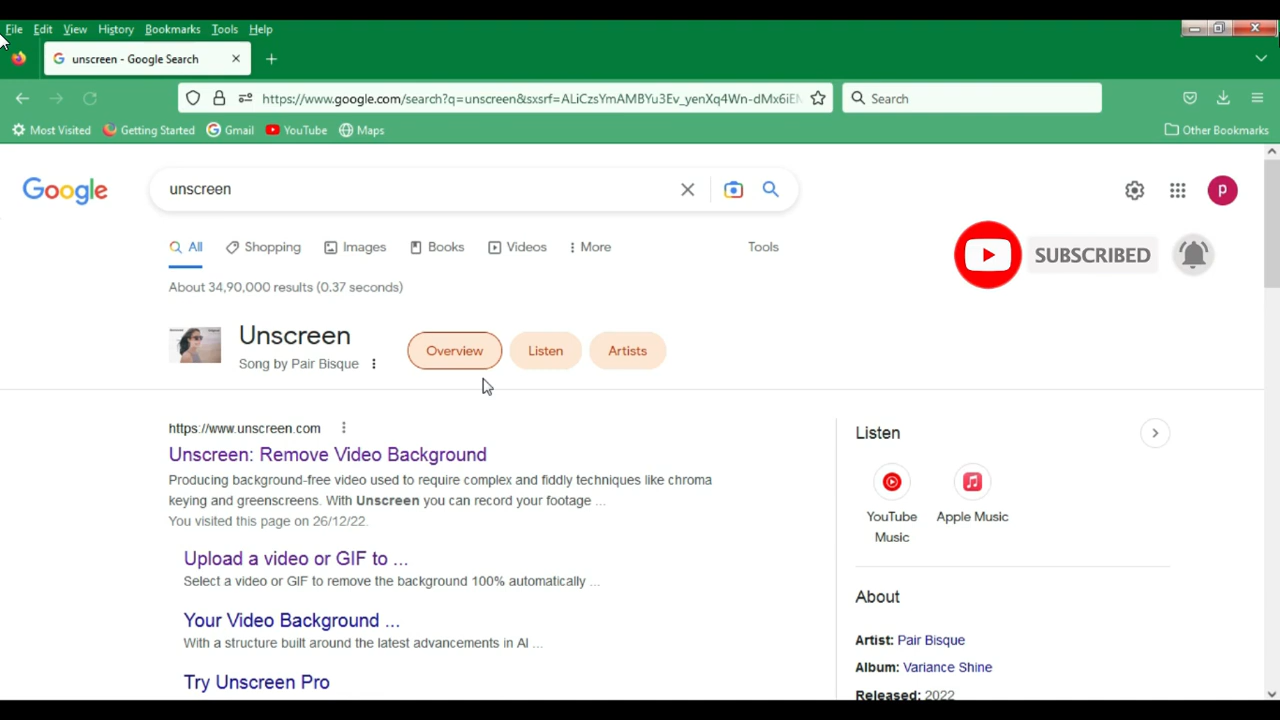 File Edit View History Bookmarks Tools Help
unscreen - Google Search
https://www.google.com/search?q=unscreen&sxsrf=ALiCzsYmAMBYu3Ev_yenXq4Wn-dMx6iEM
Search
Most Visited Getting Started Gmail YouTube Maps Other Bookmarks
Google
unscreen
P
All Shopping Images Books Videos More Tools
SUBSCRIBED
About 34,90,000 results (0.37 seconds)
Unscreen
Song by Pair Bisque
Overview Listen Artists
https://www.unscreen.com
Unscreen: Remove Video Background
Producing background-free video used to require complex and fiddly techniques like chroma
keying and greenscreens. With Unscreen you can record your footage ...
You visited this page on 26/12/22.
Upload a video or GIF to ...
Select a video or GIF to remove the background 100% automatically ...
Your Video Background ...
With a structure built around the latest advancements in AI ...
Try Unscreen Pro
Listen
YouTube
Music
Apple Music
About
Artist: Pair Bisque
Album: Variance Shine
Released: 2022